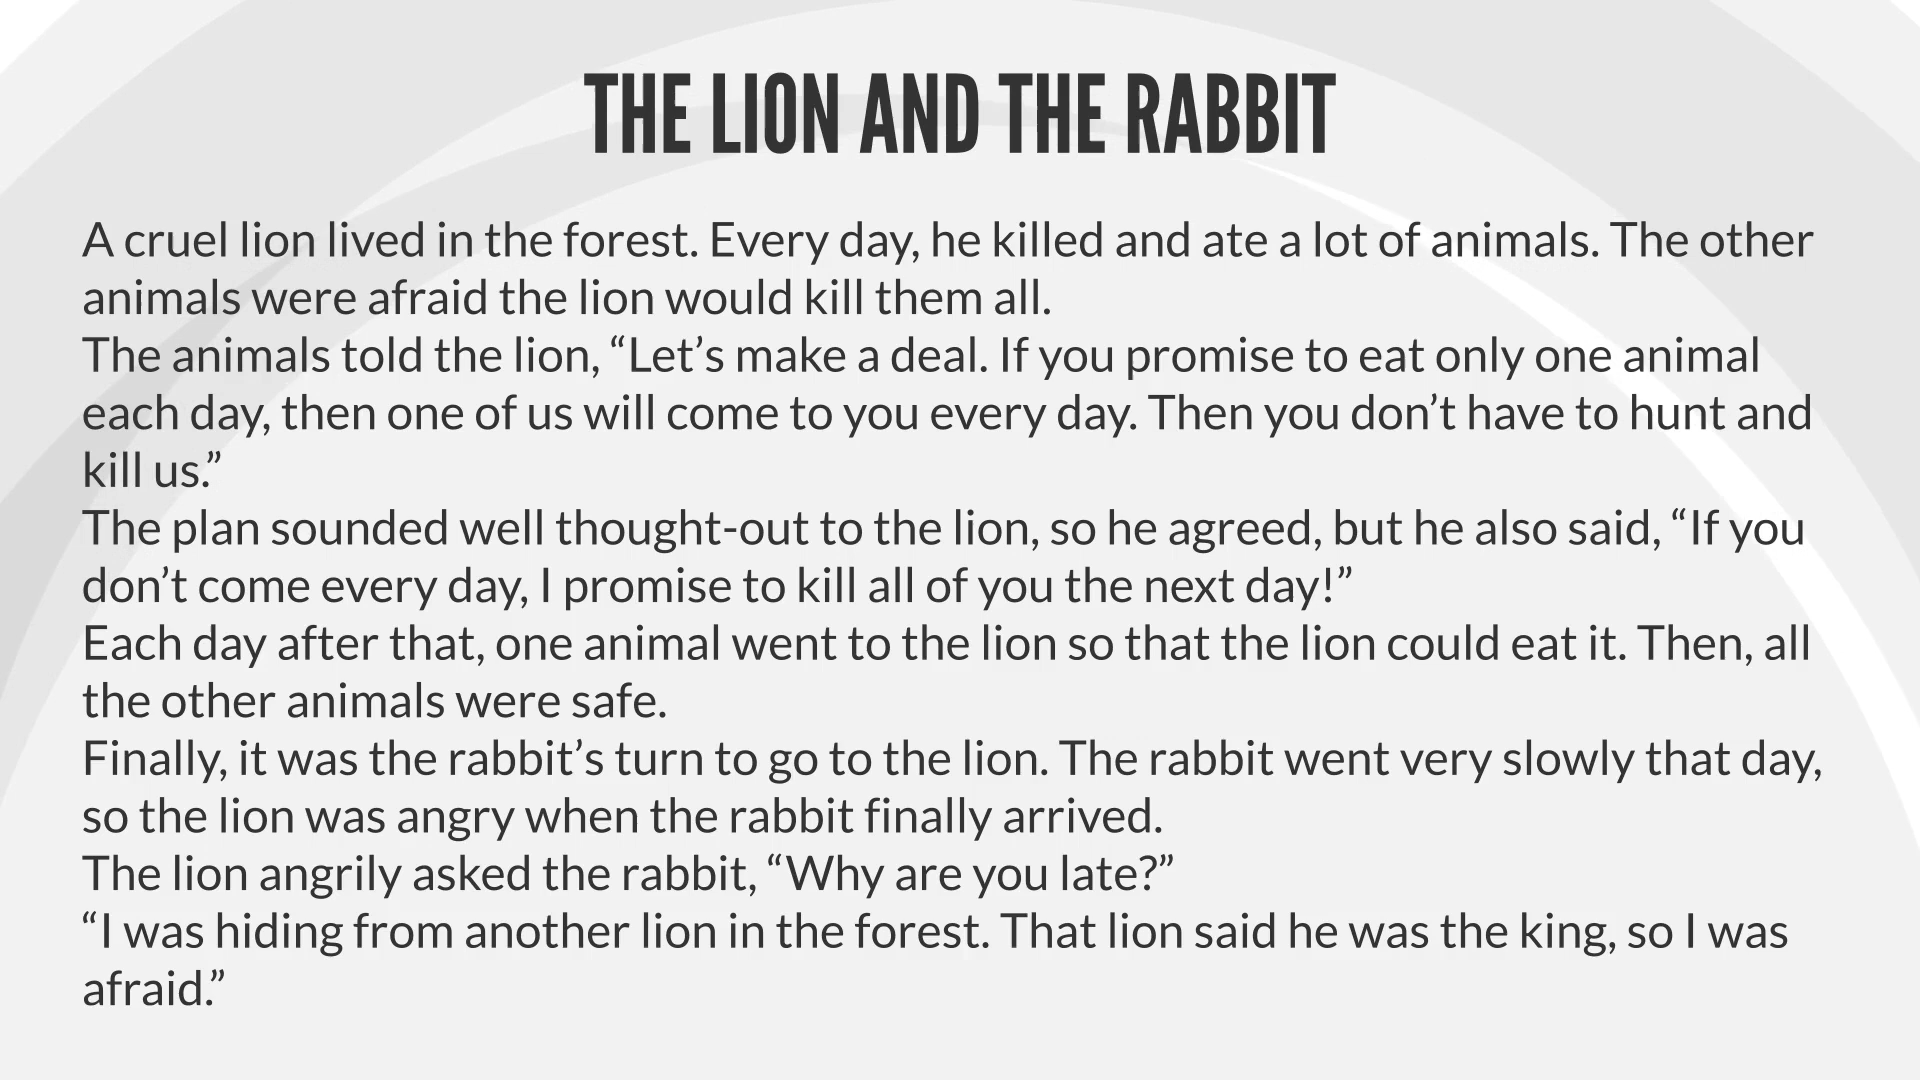 THE LION AND THE RABBIT
A cruel lion lived in the forest. Every day, he killed and ate a lot of animals. The other
animals were afraid the lion would kill them all.
The animals told the lion, “Let’s make a deal. If you promise to eat only one animal
each day, then one of us will come to you every day. Then you don’t have to hunt and
kill us.”
The plan sounded well thought-out to the lion, so he agreed, but he also said, “If you
don’t come every day, I promise to kill all of you the next day!”
Each day after that, one animal went to the lion so that the lion could eat it. Then, all
the other animals were safe.
Finally, it was the rabbit’s turn to go to the lion. The rabbit went very slowly that day,
so the lion was angry when the rabbit finally arrived.
The lion angrily asked the rabbit, “Why are you late?”
“I was hiding from another lion in the forest. That lion said he was the king, so I was
afraid.”